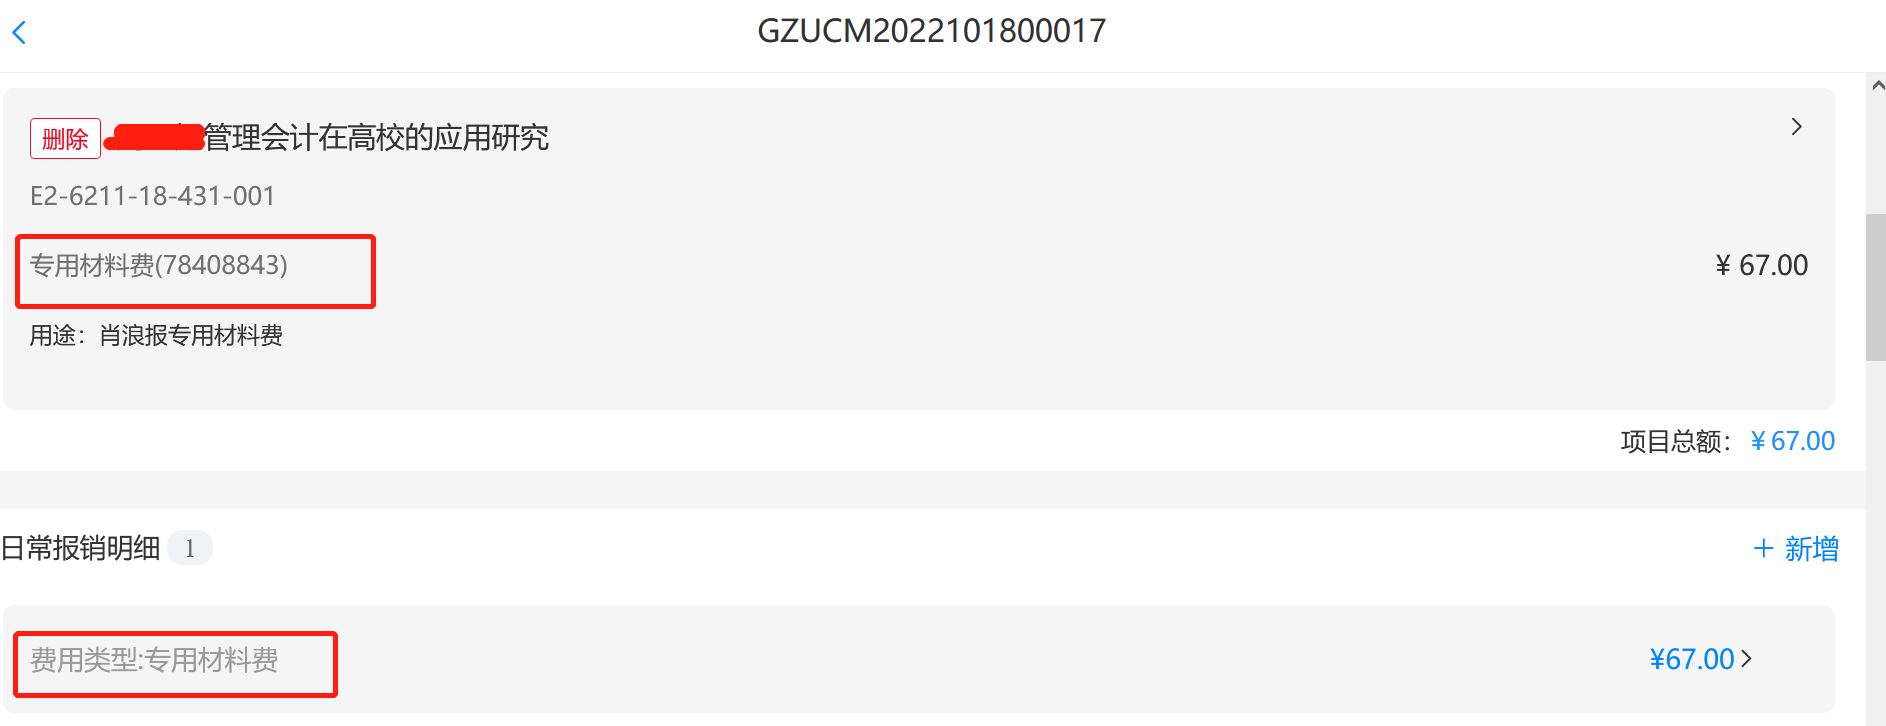 GZUCM2022101800017
删除 管理会计在高校的应用研究
E2-6211-18-431-001
专用材料费(78408843)
¥ 67.00
用途：肖浪报专用材料费
项目总额： ¥ 67.00
日常报销明细 1
+ 新增
费用类型:专用材料费
¥67.00